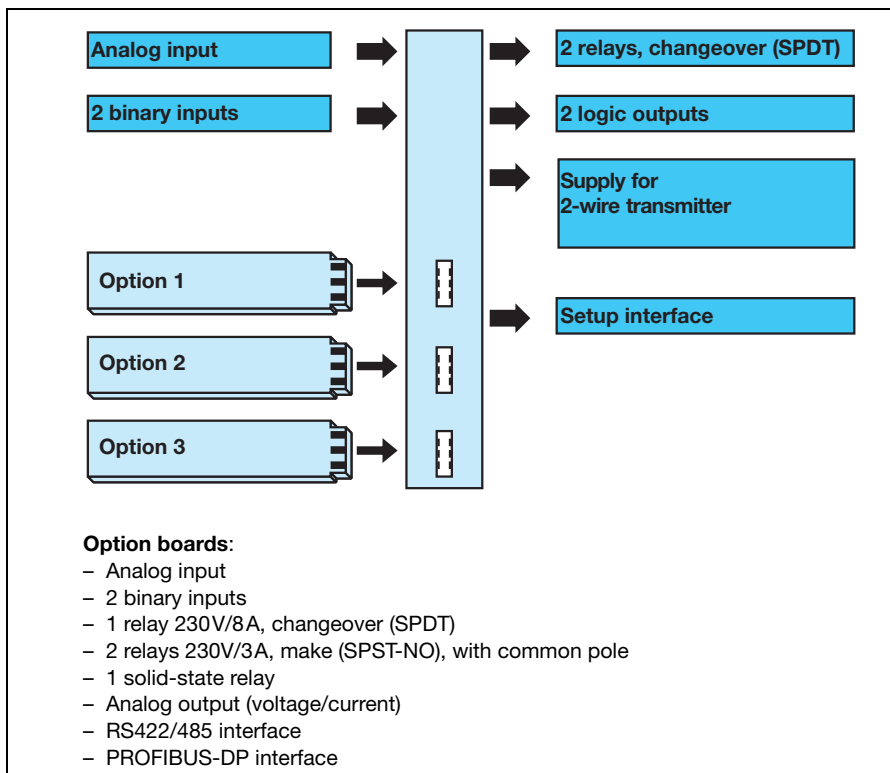 Analog input
2 relays, changeover (SPDT)
2 binary inputs
2 logic outputs
Supply for
2-wire transmitter
Option 1
Setup interface
Option 2
Option 3
Option boards:
– Analog input
– 2 binary inputs
– 1 relay 230V/8A, changeover (SPDT)
– 2 relays 230V/3A, make (SPST-NO), with common pole
– 1 solid-state relay
– Analog output (voltage/current)
– RS422/485 interface
– PROFIBUS-DP interface